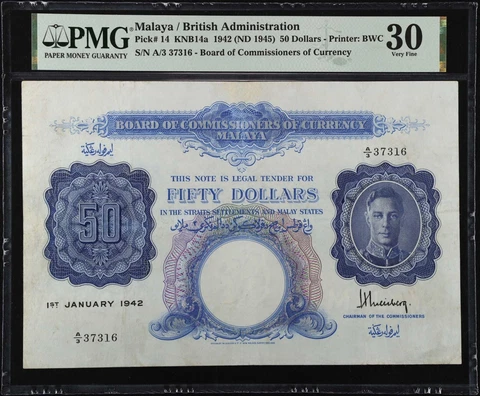 PMG
PAPER MONEY GUARANTY
Malaya / British Administration
Pick# 14 KNB14a 1942 (ND 1945) 50 Dollars - Printer: BWC
S/N A/3 37316 - Board of Commissioners of Currency
30
Very Fine
BOARD OF COMMISSIONERS OF CURRENCY
MALAYA
A/3 37316
THIS NOTE IS LEGAL TENDER FOR
FIFTY DOLLARS
IN THE STRAITS SETTLEMENTS AND MALAY STATES
50
1ST JANUARY 1942
A/3 37316
CHAIRMAN OF THE COMMISSIONERS